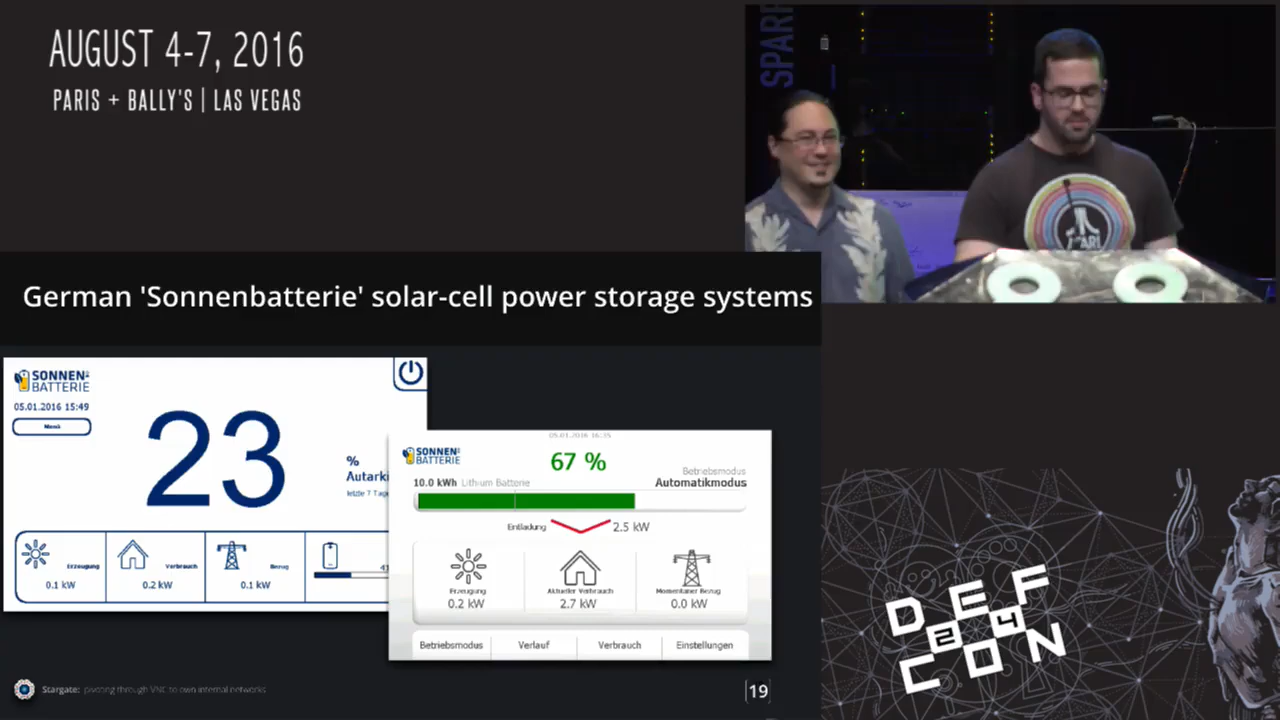 AUGUST 4-7, 2016
PARIS + BALLY'S | LAS VEGAS
SPARR
ATARI
German 'Sonnenbatterie' solar-cell power storage systems
SONNEN
BATTERIE
05.01.2016 15:49
Menü
23
%
Autarki
letzte 7 Tage
Erzeugung
0.1 kW
Verbrauch
0.2 kW
Bezug
0.1 kW
41
05.01.2016 16:35
SONNEN
BATTERIE
67 %
Betriebsmodus
10.0 kWh Lithium Batterie
Automatikmodus
Entladung 2.5 kW
Erzeugung
0.2 kW
Aktueller Verbrauch
2.7 kW
Momentaner Bezug
0.0 kW
Betriebsmodus
Verlauf
Verbrauch
Einstellungen
Stargate: pivoting through VNC to own internal networks
19
DEF
24
CON